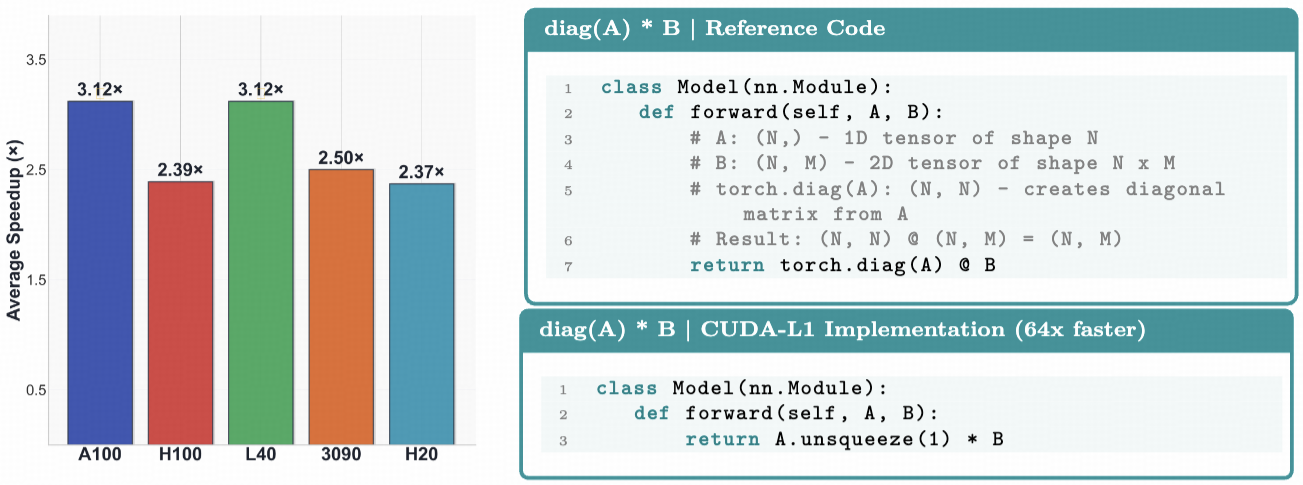 Average Speedup (×)
3.5
2.5
1.5
0.5
3.12×
2.39×
3.12×
2.50×
2.37×
A100 H100 L40 3090 H20
diag(A) * B | Reference Code
1 class Model(nn.Module):
2 def forward(self, A, B):
3 # A: (N,) - 1D tensor of shape N
4 # B: (N, M) - 2D tensor of shape N x M
5 # torch.diag(A): (N, N) - creates diagonal
matrix from A
6 # Result: (N, N) @ (N, M) = (N, M)
7 return torch.diag(A) @ B
diag(A) * B | CUDA-L1 Implementation (64x faster)
1 class Model(nn.Module):
2 def forward(self, A, B):
3 return A.unsqueeze(1) * B